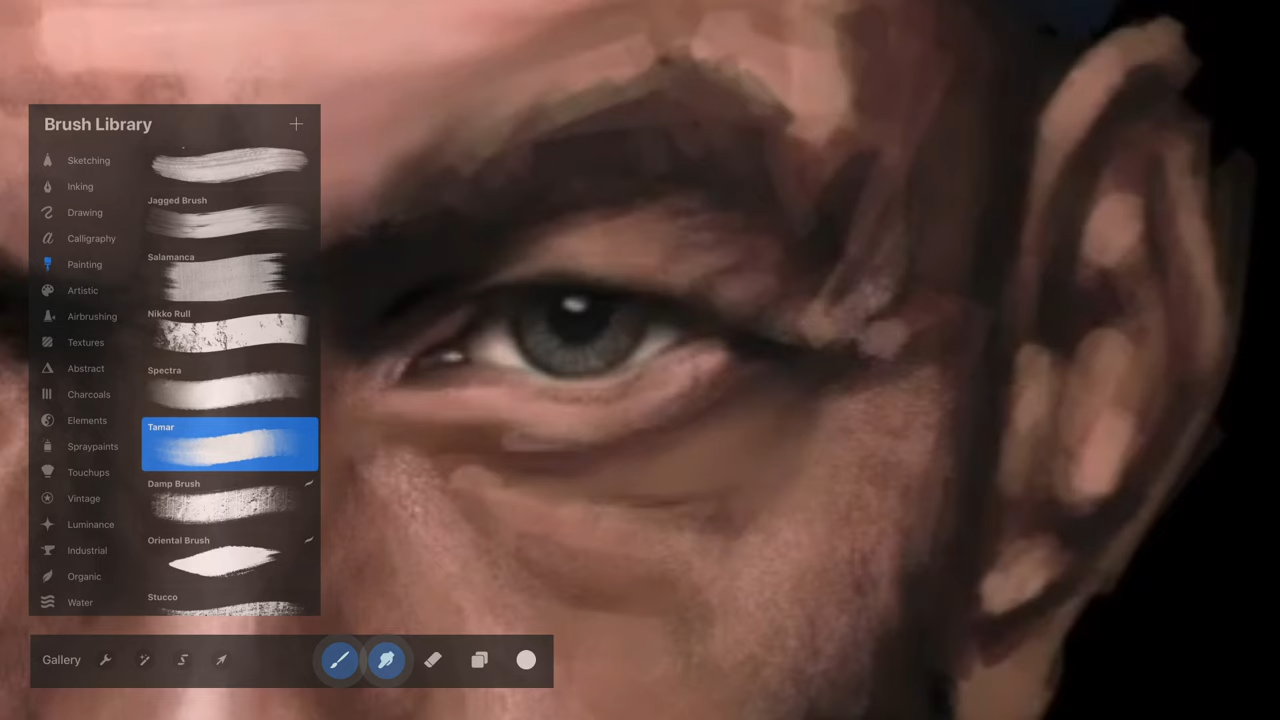 Brush Library
Sketching
Inking
Drawing
Calligraphy
Painting
Artistic
Airbrushing
Textures
Abstract
Charcoals
Elements
Spraypaints
Touchups
Vintage
Luminance
Industrial
Organic
Water
Jagged Brush
Salamanca
Nikko Rull
Spectra
Tamar
Damp Brush
Oriental Brush
Stucco
Gallery